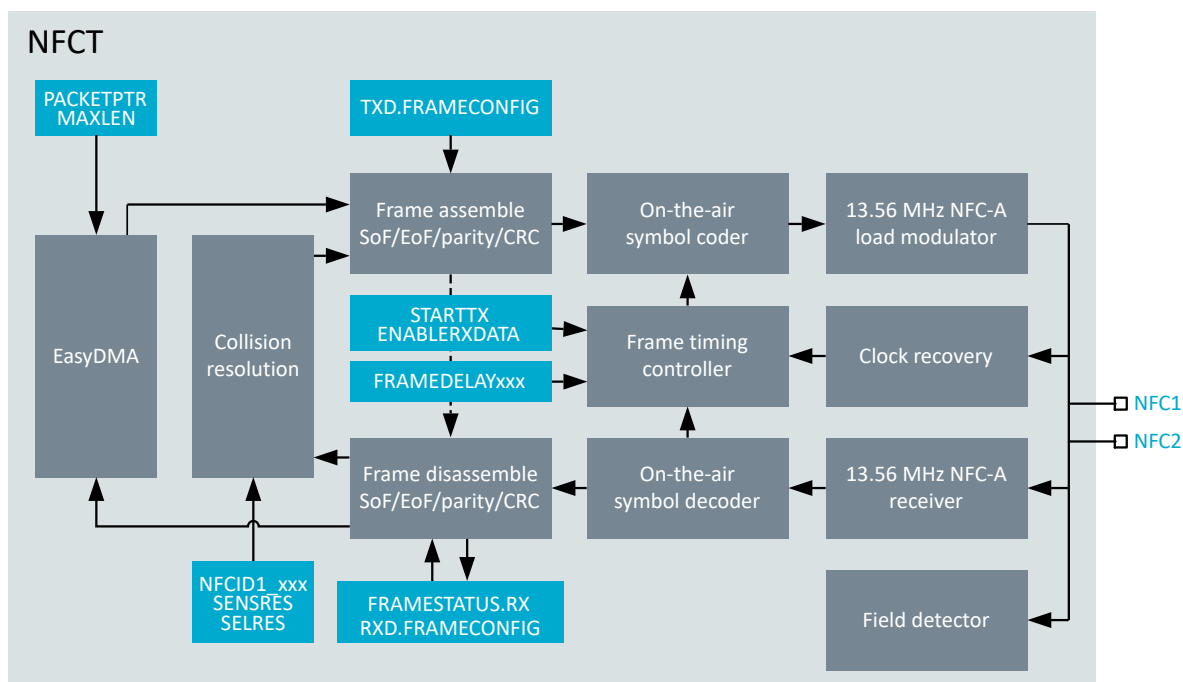 NFCT
PACKETPTR
MAXLEN
TXD.FRAMECONFIG
Frame assemble
SoF/EoF/parity/CRC
On-the-air
symbol coder
13.56 MHz NFC-A
load modulator
EasyDMA
Collision
resolution
STARTTX
ENABLERXDATA
FRAMEDELAYxxx
Frame timing
controller
Clock recovery
NFC1
NFC2
Frame disassemble
SoF/EoF/parity/CRC
On-the-air
symbol decoder
13.56 MHz NFC-A
receiver
NFCID1_xxx
SENSRES
SELRES
FRAMESTATUS.RX
RXD.FRAMECONFIG
Field detector